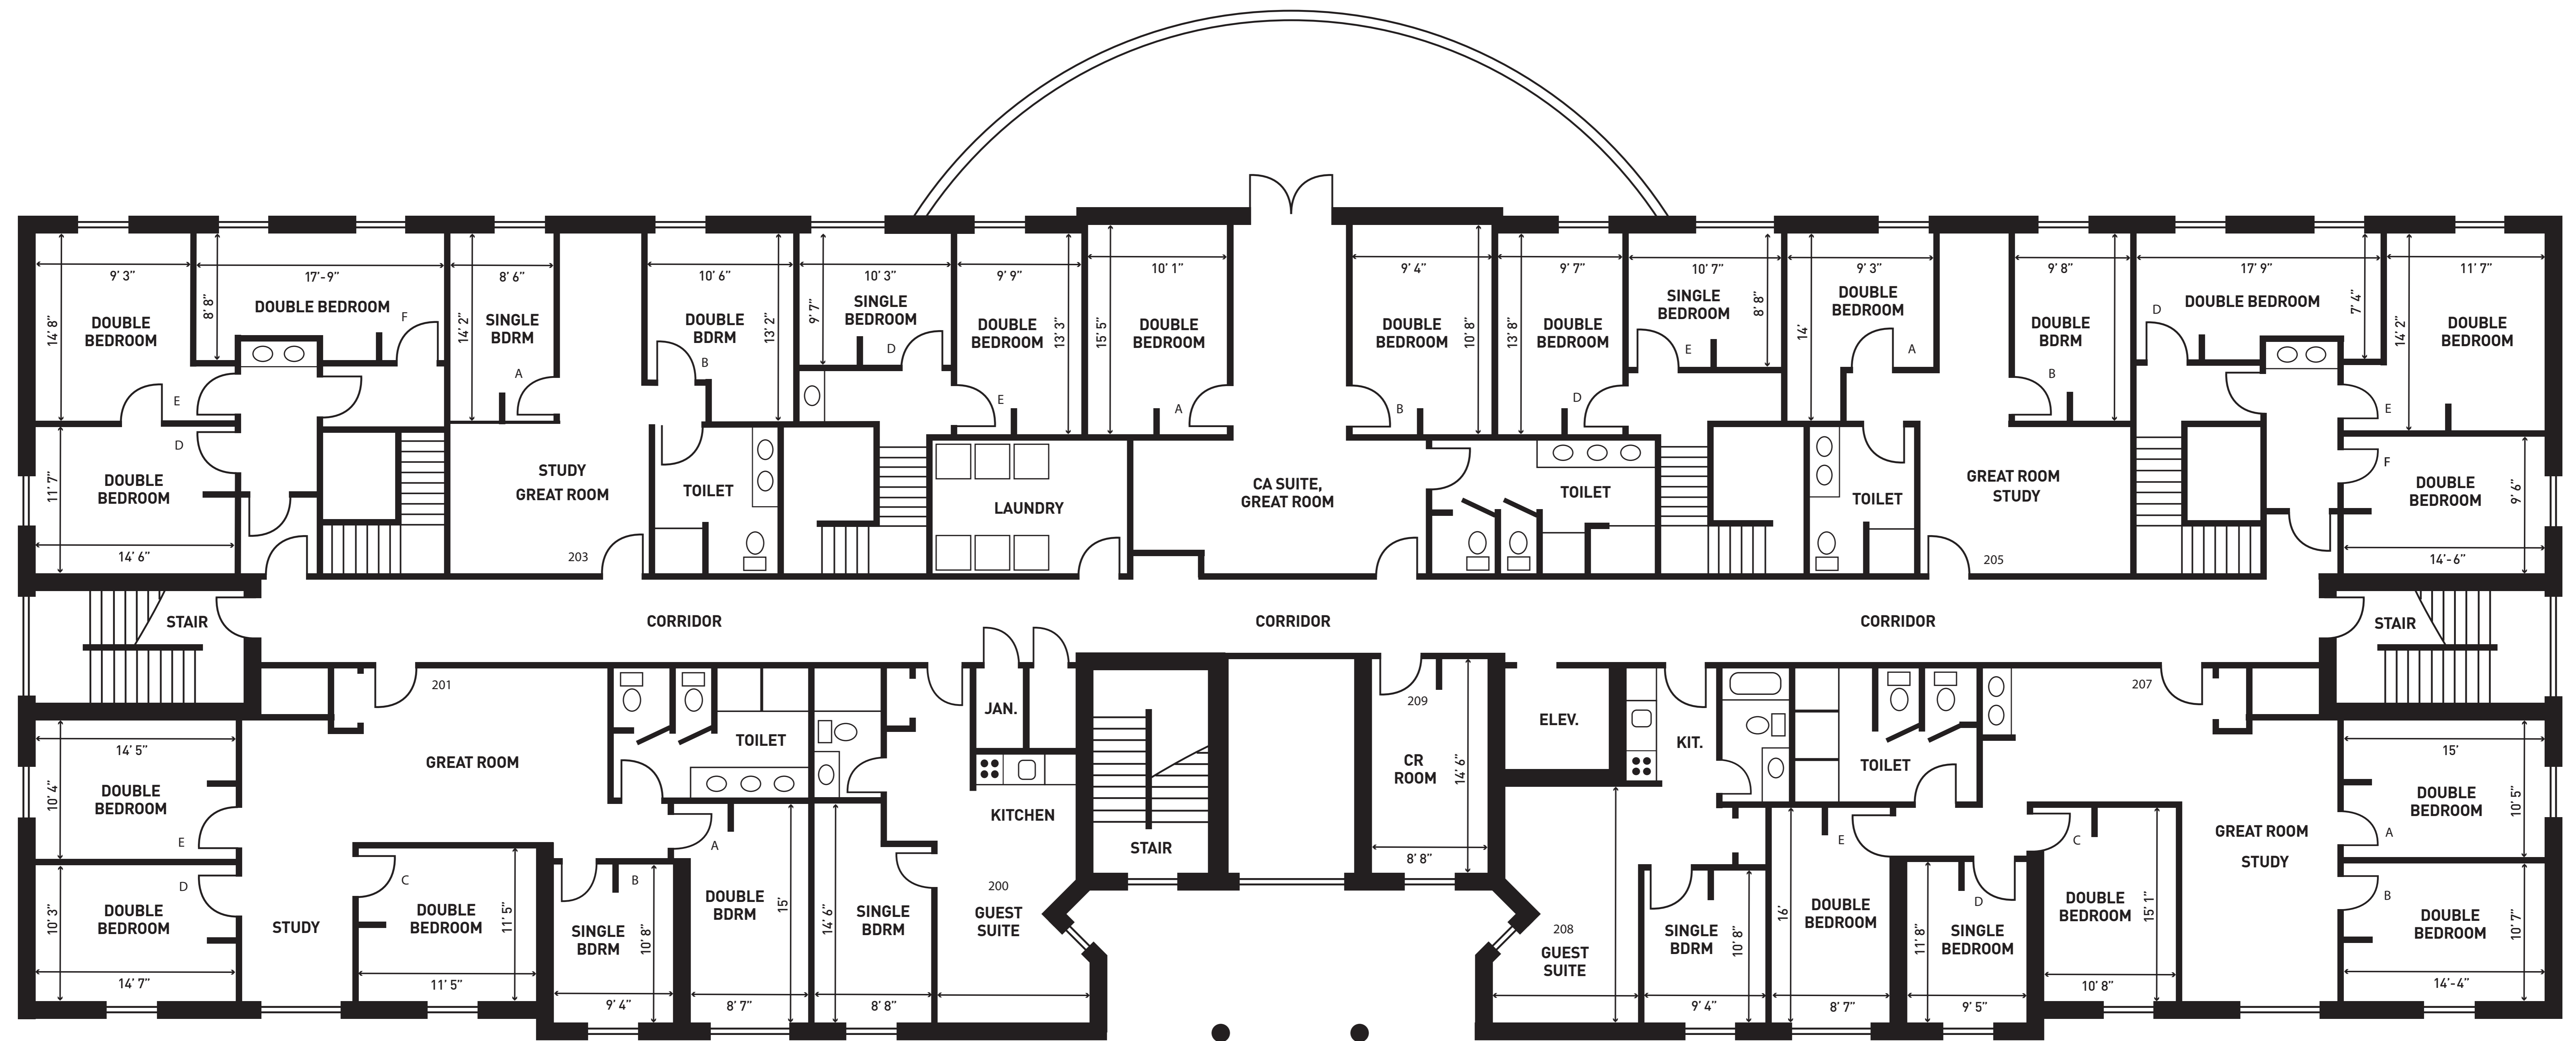 9' 3"
14' 8"
DOUBLE
BEDROOM
E
17'-9"
8' 8"
DOUBLE BEDROOM
F
8' 6"
14' 2"
SINGLE
BDRM
A
10' 6"
DOUBLE
BDRM
13' 2"
B
10' 3"
9' 7"
SINGLE
BEDROOM
D
9' 9"
DOUBLE
BEDROOM
13' 3"
E
10' 1"
15' 5"
DOUBLE
BEDROOM
A
9' 4"
DOUBLE
BEDROOM
10' 8"
B
9' 7"
13' 8"
DOUBLE
BEDROOM
D
10' 7"
SINGLE
BEDROOM
8' 8"
E
9' 3"
DOUBLE
BEDROOM
14'
A
9' 8"
DOUBLE
BDRM
B
17' 9"
DOUBLE BEDROOM
7' 4"
D
11' 7"
14' 2"
DOUBLE
BEDROOM
E
D
11' 7"
DOUBLE
BEDROOM
14' 6"
STUDY
GREAT ROOM
203
TOILET
LAUNDRY
CA SUITE,
GREAT ROOM
TOILET
TOILET
GREAT ROOM
STUDY
205
F
DOUBLE
BEDROOM
9' 6"
14'-6"
STAIR
CORRIDOR
CORRIDOR
CORRIDOR
STAIR
201
GREAT ROOM
TOILET
JAN.
KITCHEN
STAIR
209
CR
ROOM
14' 6"
8' 8"
ELEV.
KIT.
TOILET
207
14' 5"
10' 4"
DOUBLE
BEDROOM
E
D
10' 3"
DOUBLE
BEDROOM
14' 7"
STUDY
C
DOUBLE
BEDROOM
11' 5"
11' 5"
B
SINGLE
BDRM
10' 8"
9' 4"
A
DOUBLE
BDRM
15'
8' 7"
14' 6"
SINGLE
BDRM
8' 8"
200
GUEST
SUITE
208
GUEST
SUITE
SINGLE
BDRM
10' 8"
9' 4"
E
16'
DOUBLE
BEDROOM
8' 7"
D
11' 8"
SINGLE
BEDROOM
9' 5"
C
DOUBLE
BEDROOM
15' 1"
10' 8"
GREAT ROOM
STUDY
15'
DOUBLE
BEDROOM
10' 5"
A
B
DOUBLE
BEDROOM
10' 7"
14'-4"